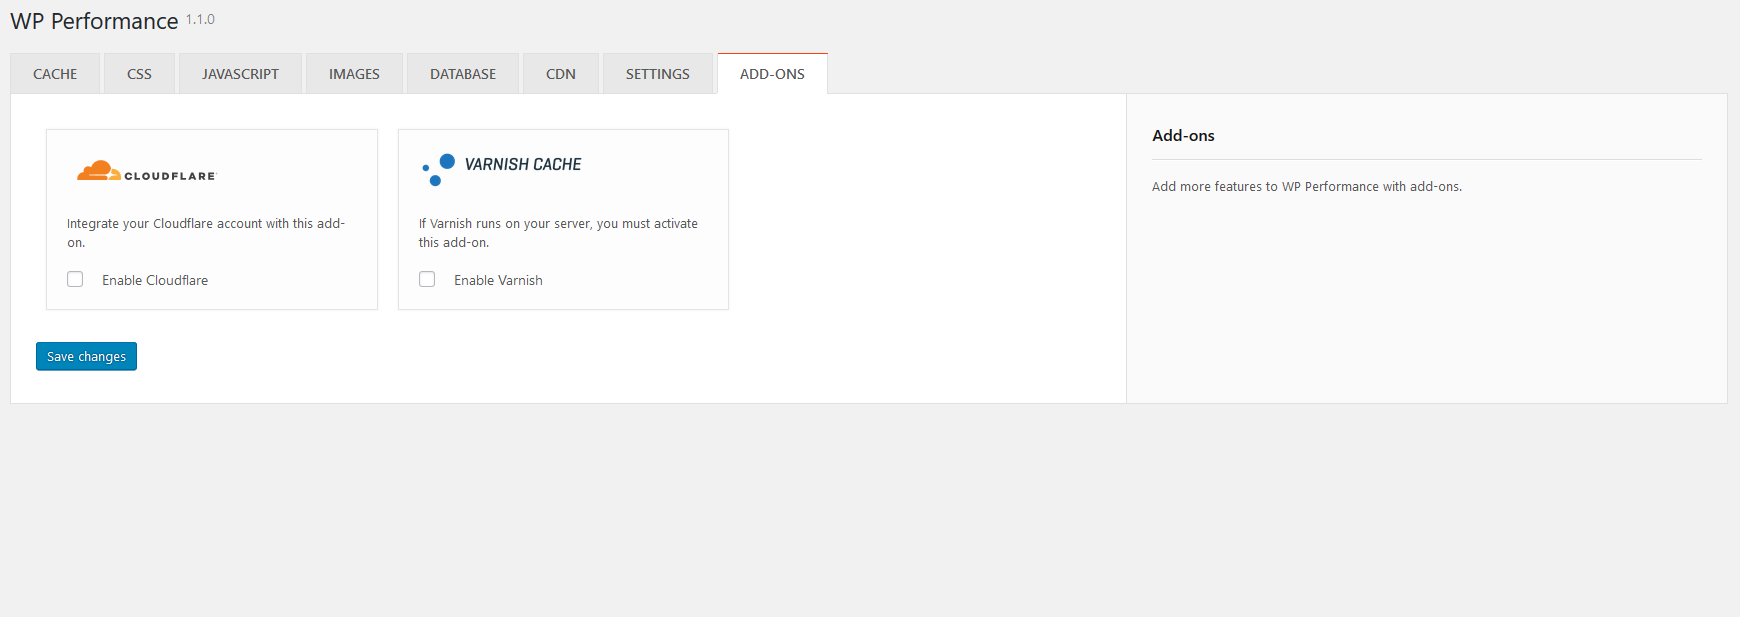 WP Performance 1.1.0
CACHE CSS JAVASCRIPT IMAGES DATABASE CDN SETTINGS ADD-ONS
CLOUDFLARE
Integrate your Cloudflare account with this add-
on.
Enable Cloudflare
VARNISH CACHE
If Varnish runs on your server, you must activate
this add-on.
Enable Varnish
Save changes
Add-ons
Add more features to WP Performance with add-ons.